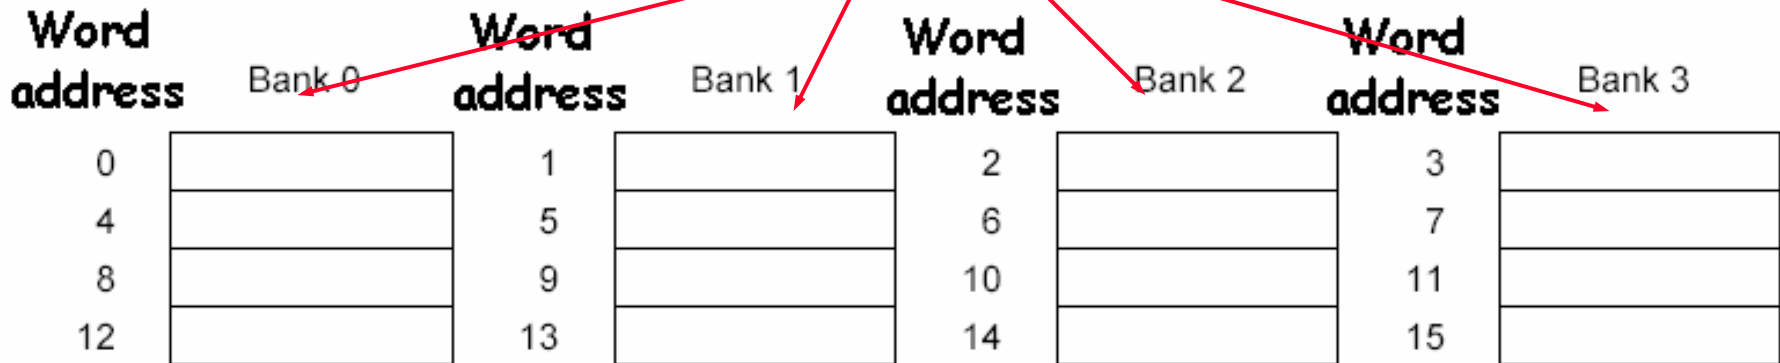 Word Word Word Word
address Bank 0 address Bank 1 address Bank 2 address Bank 3
0 1 2 3
4 5 6 7
8 9 10 11
12 13 14 15